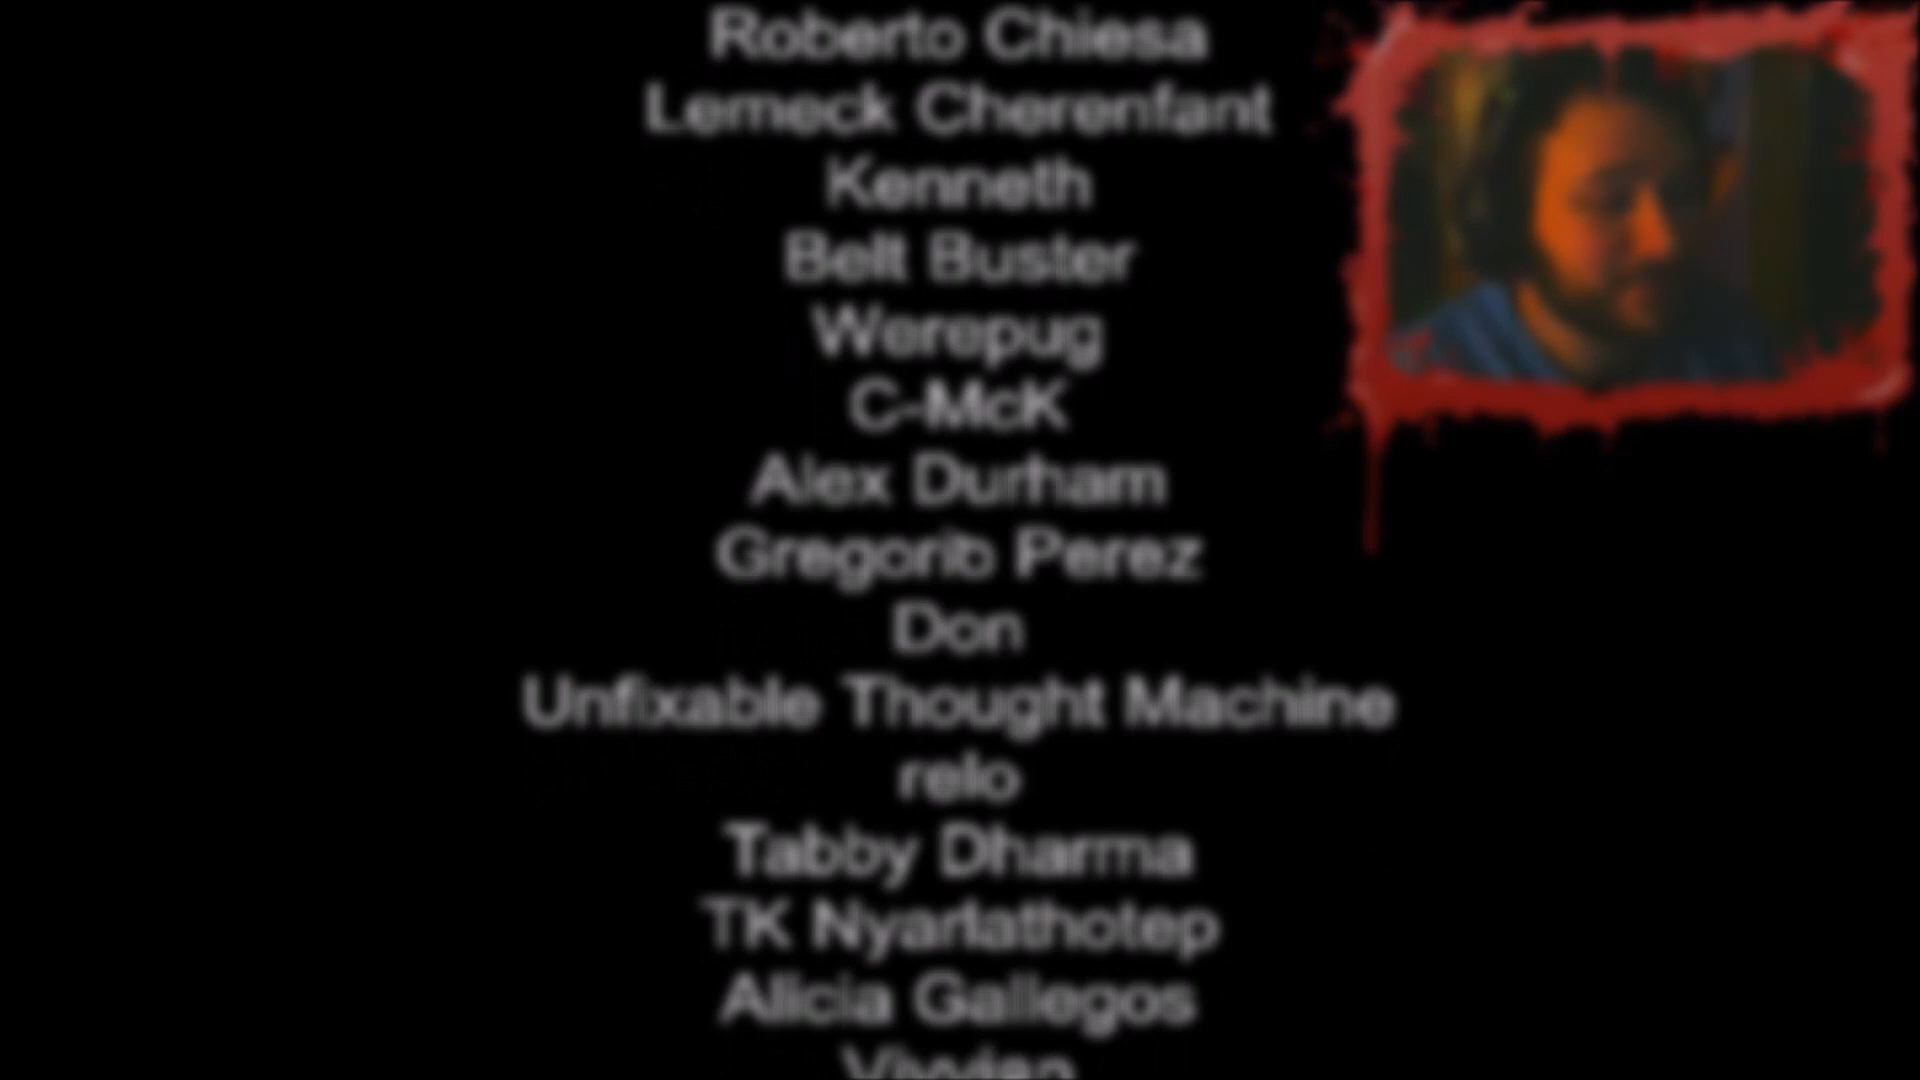 Roberto Chiesa
Lemeck Cherenfant
Kenneth
Belt Buster
Werepug
C-McK
Alex Durham
Gregorib Perez
Don
Unfixable Thought Machine
relo
Tabby Dharma
TK Nyarlathotep
Alicia Gallegos